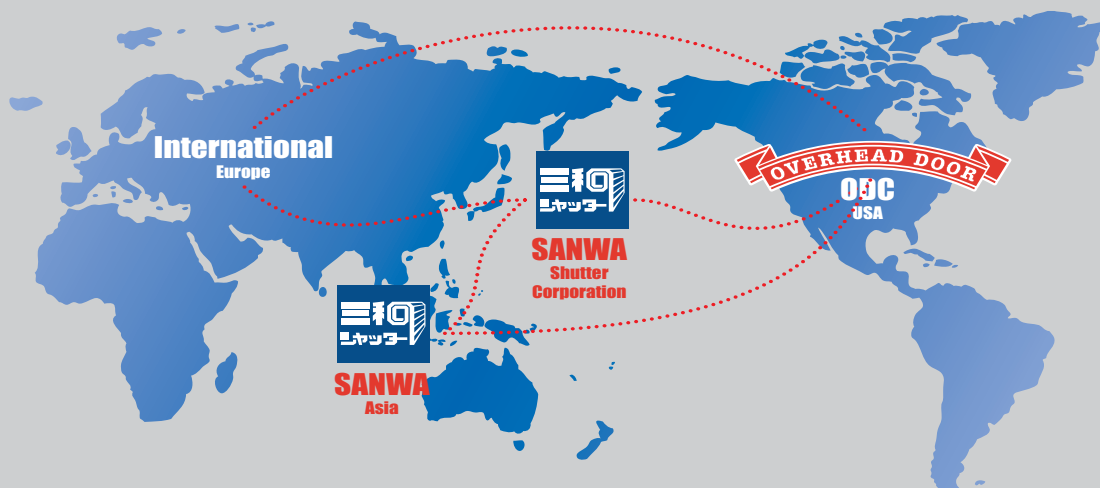 International
Europe
OVERHEAD DOOR
ODC
USA
三和
シャッター
SANWA
Shutter
Corporation
三和
シャッター
SANWA
Asia